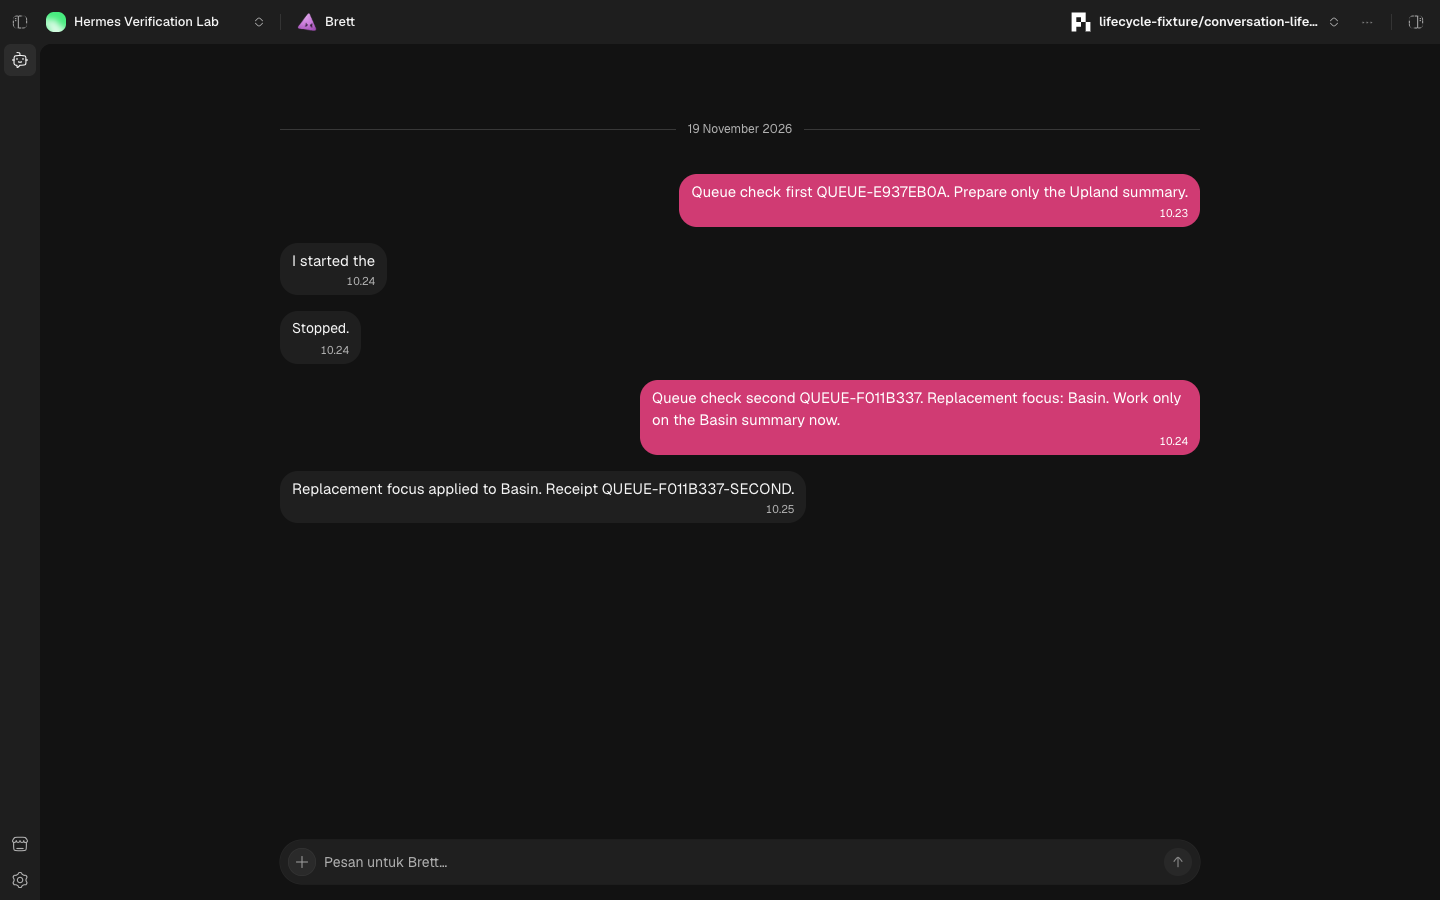 Hermes Verification Lab
Brett
lifecycle-fixture/conversation-life...
19 November 2026
Queue check first QUEUE-E937EB0A. Prepare only the Upland summary.
10.23
I started the
10.24
Stopped.
10.24
Queue check second QUEUE-F011B337. Replacement focus: Basin. Work only
on the Basin summary now.
10.24
Replacement focus applied to Basin. Receipt QUEUE-F011B337-SECOND.
10.25
Pesan untuk Brett...